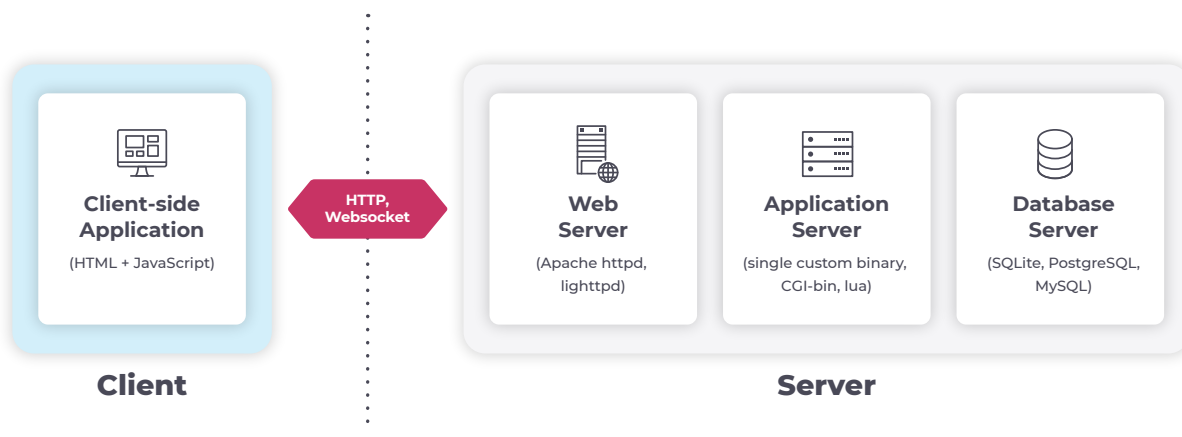 Client-side
Application
(HTML + JavaScript)
HTTP,
Websocket
Web
Server
(Apache httpd,
lighttpd)
Application
Server
(single custom binary,
CGI-bin, lua)
Database
Server
(SQLite, PostgreSQL,
MySQL)
Client
Server